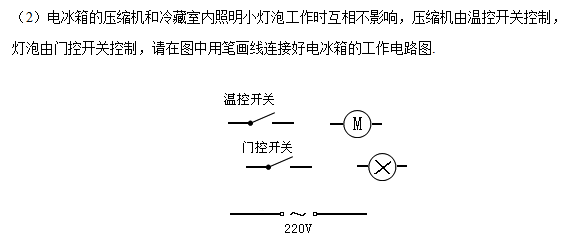 （2）电冰箱的压缩机和冷藏室内照明小灯泡工作时互相不影响，压缩机由温控开关控制，
灯泡由门控开关控制，请在图中用笔画线连接好电冰箱的工作电路图.
温控开关
M
门控开关
220V